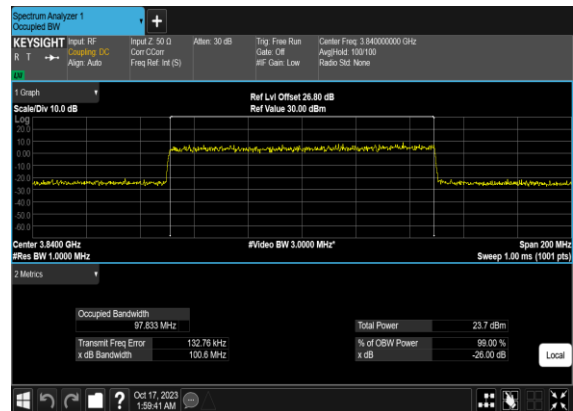 Spectrum Analyzer 1
Occupied BW
+
KEYSIGHT
R T
LW
Input: RF
Coupling: DC
Align: Auto
Input Z: 50 Ω
Corr CCorr
Freq Ref: Int (S)
Atten: 30 dB
Trig: Free Run
Gate: Off
#IF Gain: Low
Center Freq: 3.840000000 GHz
Avg|Hold: 100/100
Radio Std: None
1 Graph
Scale/Div 10.0 dB
Ref Lvl Offset 26.80 dB
Ref Value 30.00 dBm
Log
20.0
10.0
0.00
-10.0
-20.0
-30.0
-40.0
-50.0
-60.0
Center 3.8400 GHz
#Res BW 1.0000 MHz
#Video BW 3.0000 MHz*
Span 200 MHz
Sweep 1.00 ms (1001 pts)
2 Metrics
Occupied Bandwidth
97.833 MHz
Transmit Freq Error 132.76 kHz
x dB Bandwidth 100.6 MHz
Total Power 23.7 dBm
% of OBW Power 99.00 %
x dB -26.00 dB
Local
?
Oct 17, 2023
1:59:41 AM